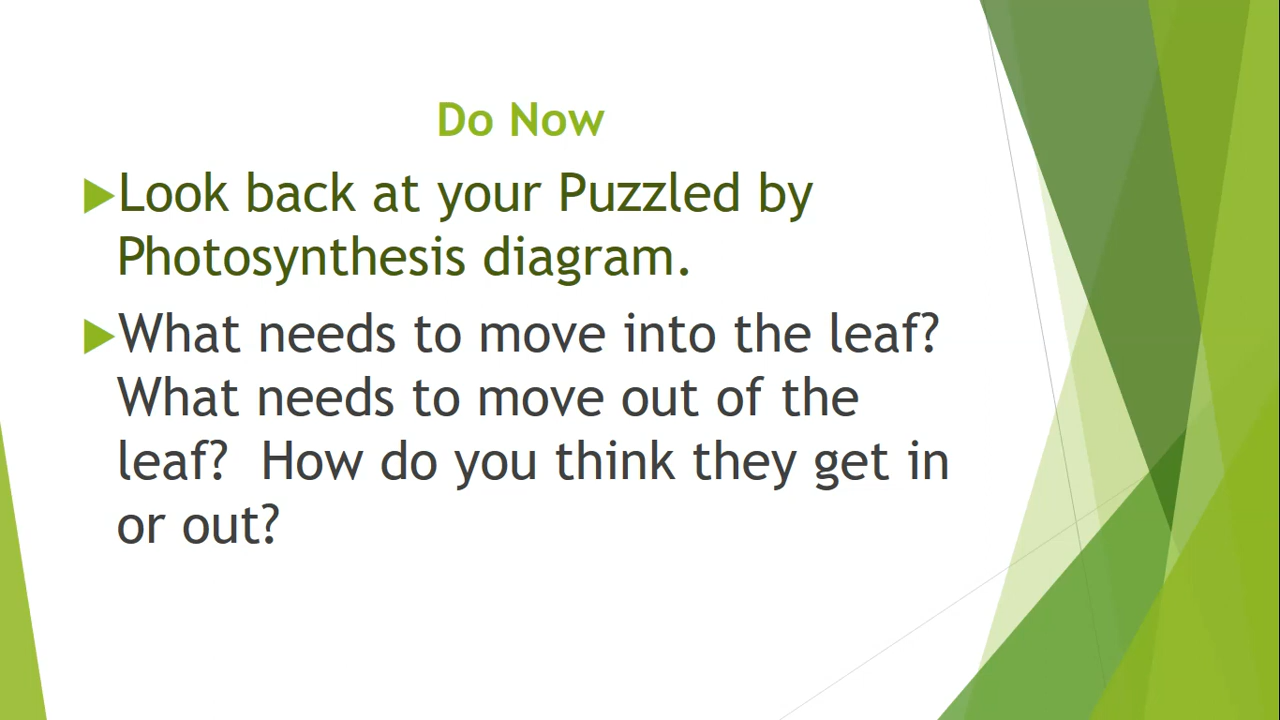 Do Now
Look back at your Puzzled by
Photosynthesis diagram.
What needs to move into the leaf?
What needs to move out of the
leaf?  How do you think they get in
or out?